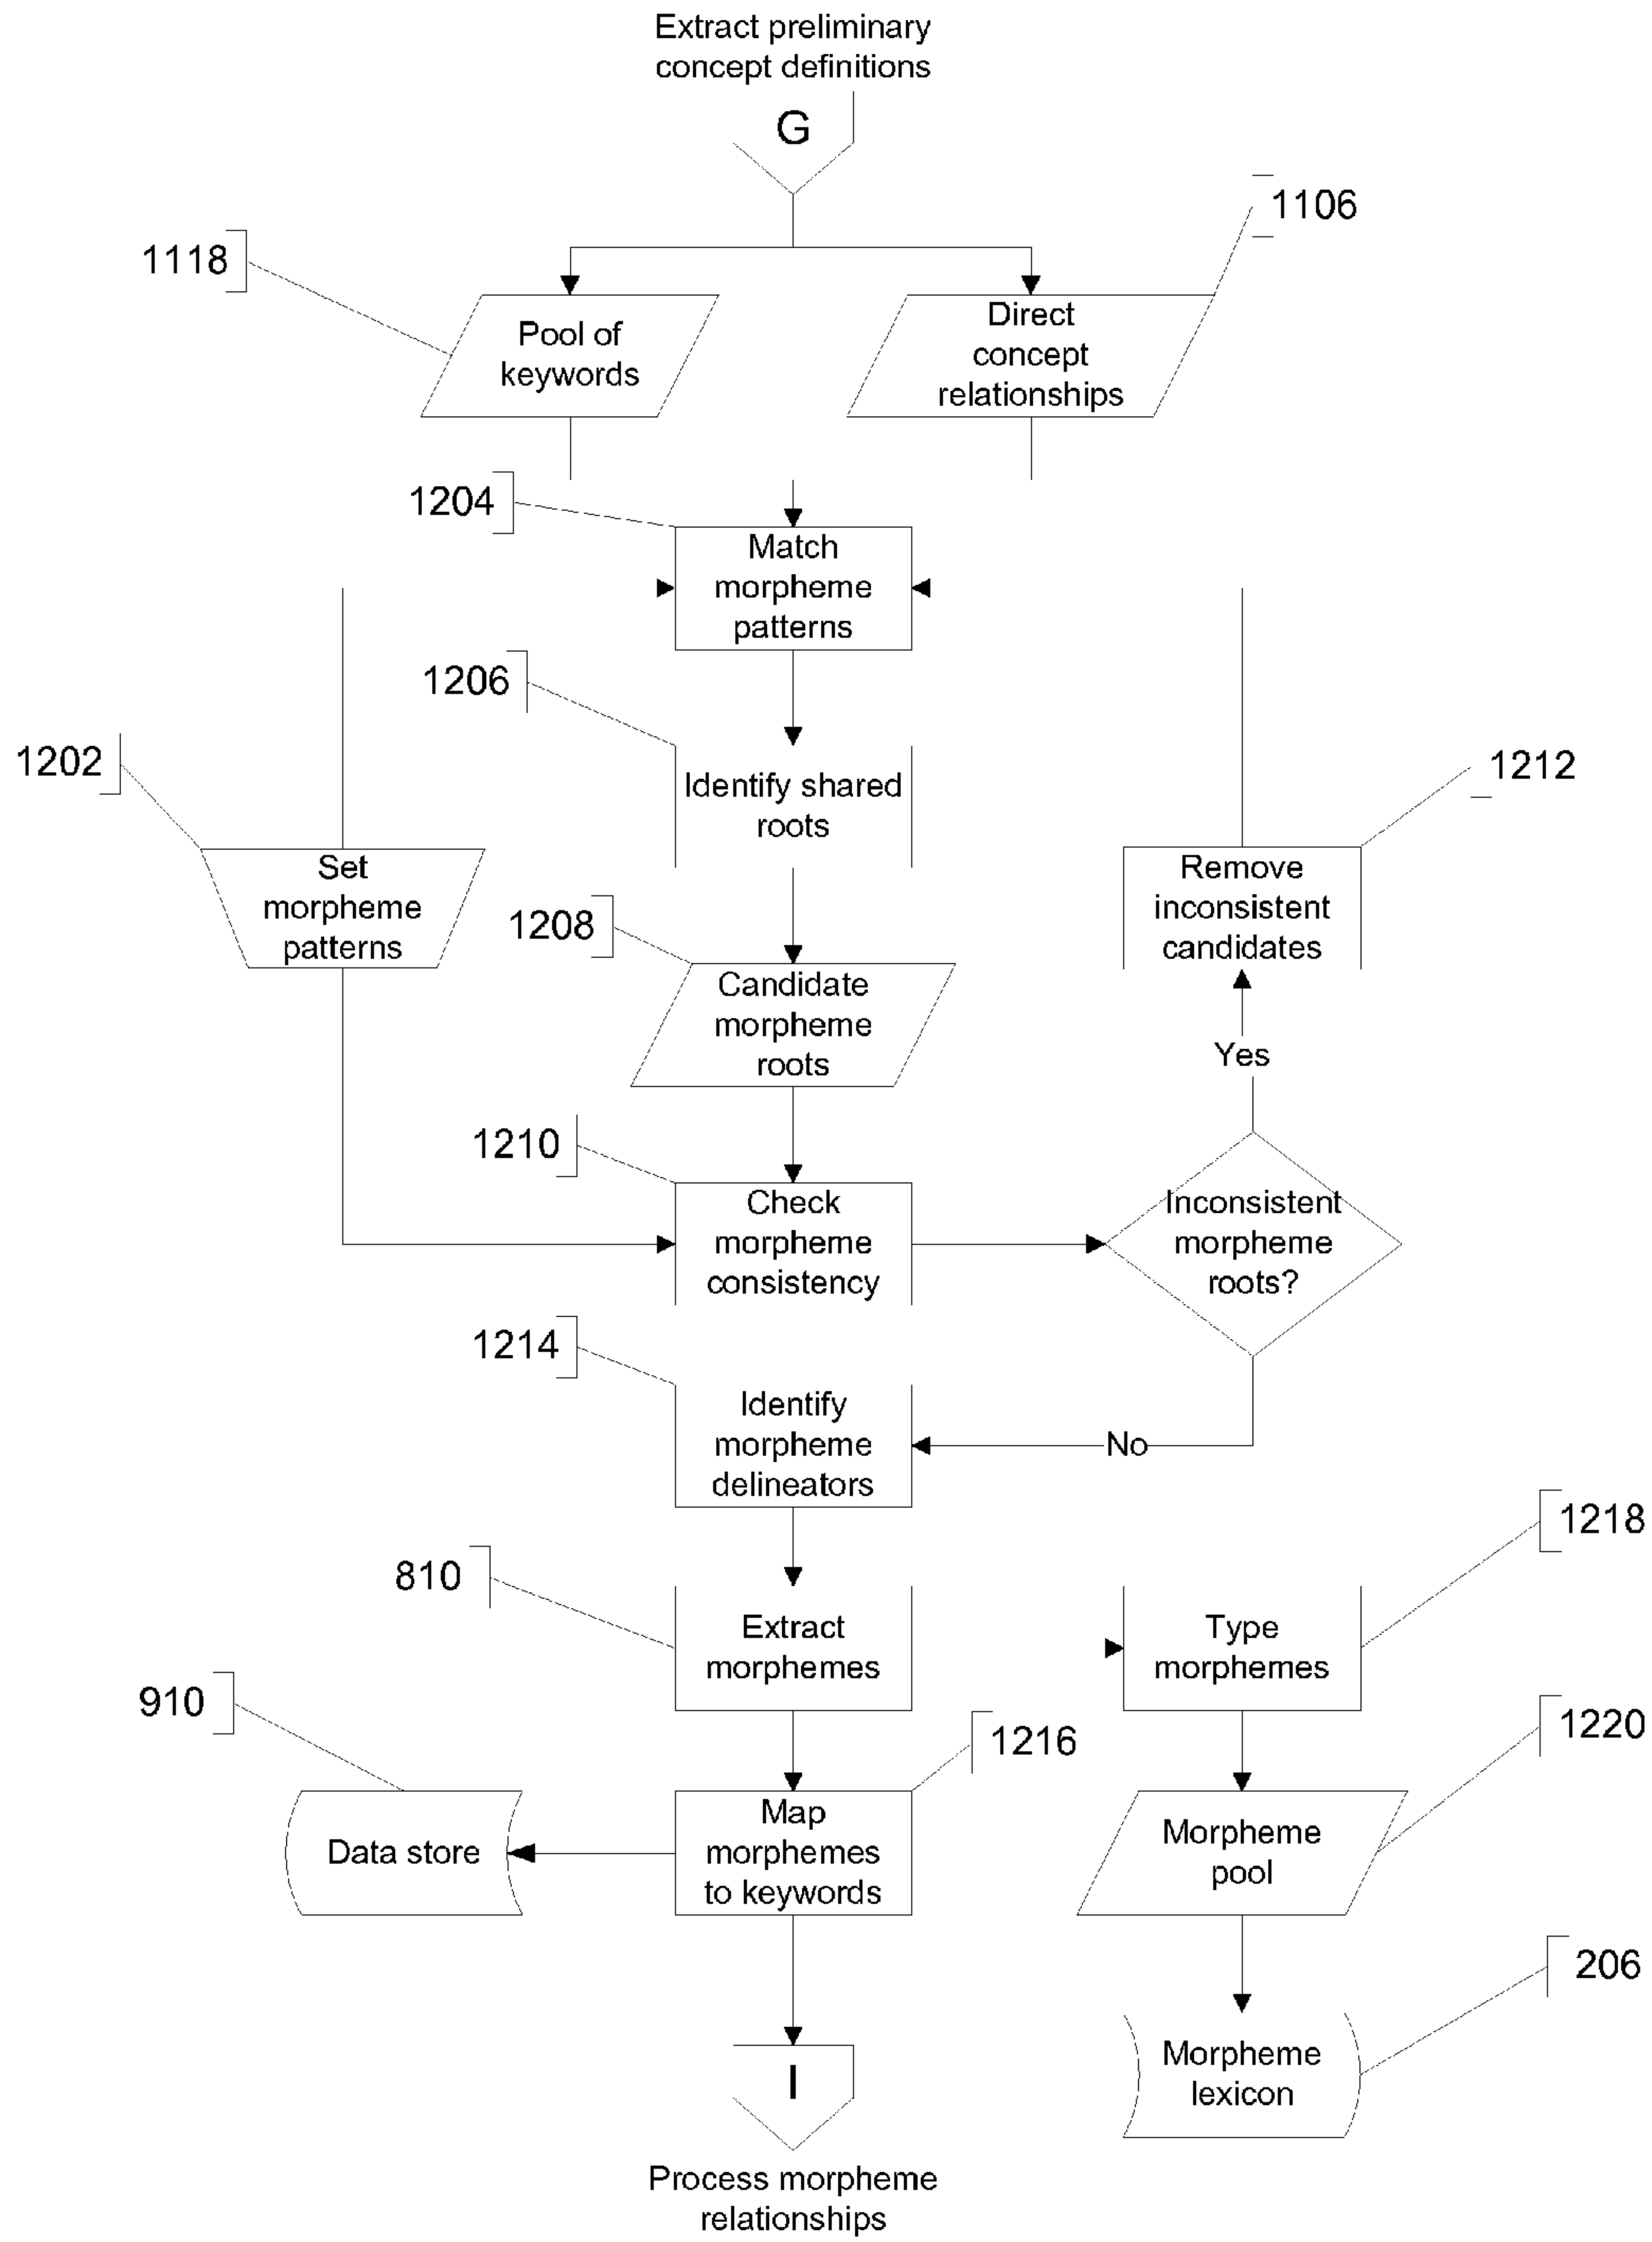 Extract preliminary
concept definitions
G
1106
1118
Pool of
keywords
Direct
concept
relationships
1204
Match
morpheme
patterns
1206
1202
Identify shared
roots
1212
Set
morpheme
patterns
Remove
inconsistent
candidates
1208
Candidate
morpheme
roots
Yes
1210
Check
morpheme
consistency
Inconsistent
morpheme
roots?
1214
Identify
morpheme
delineators
No
1218
810
Extract
morphemes
Type
morphemes
910
1216
1220
Data store
Map
morphemes
to keywords
Morpheme
pool
206
I
Morpheme
lexicon
Process morpheme
relationships